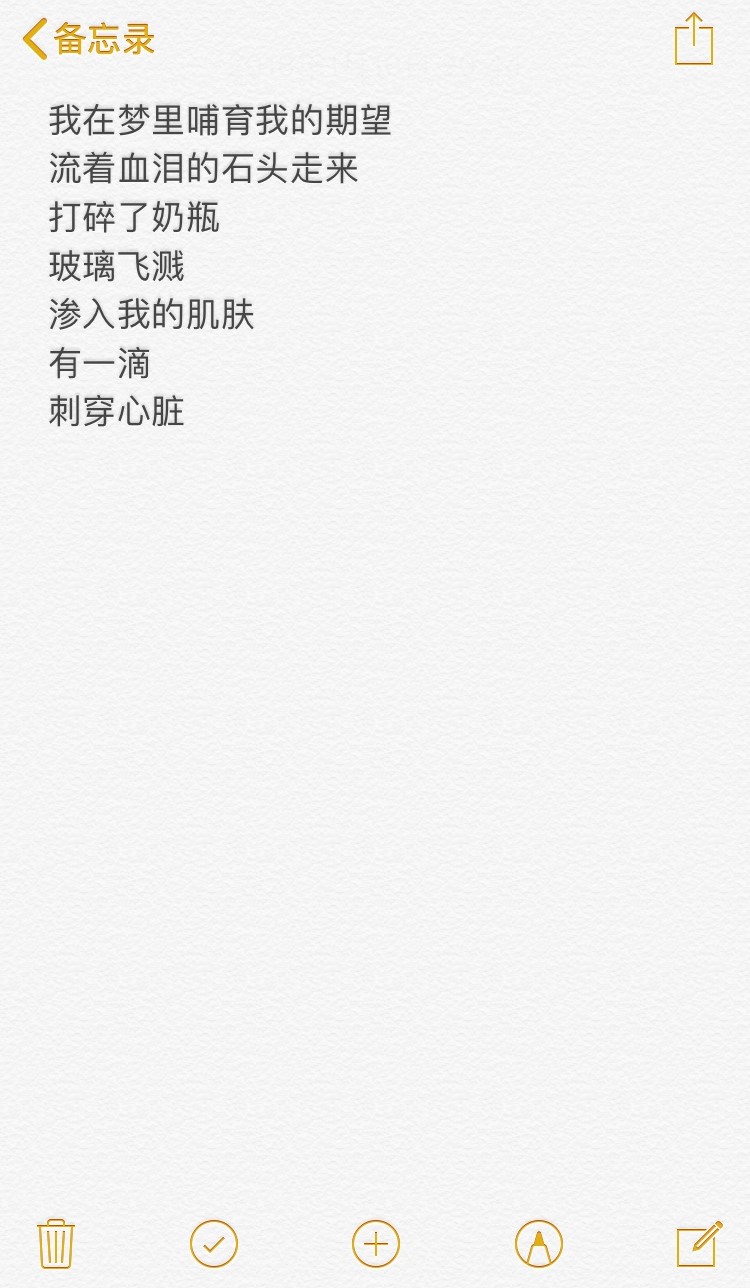 备忘录
我在梦里哺育我的期望
流着血泪的石头走来
打碎了奶瓶
玻璃飞溅
渗入我的肌肤
有一滴
刺穿心脏